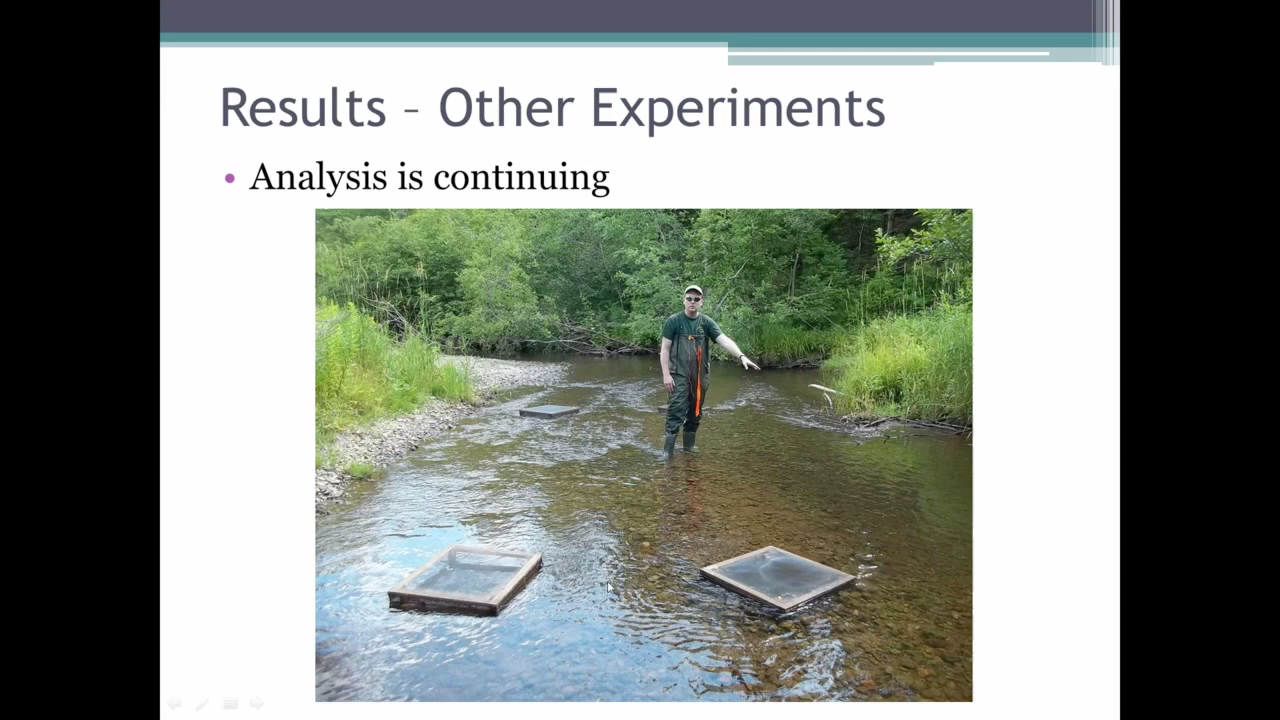 Results – Other Experiments
• Analysis is continuing